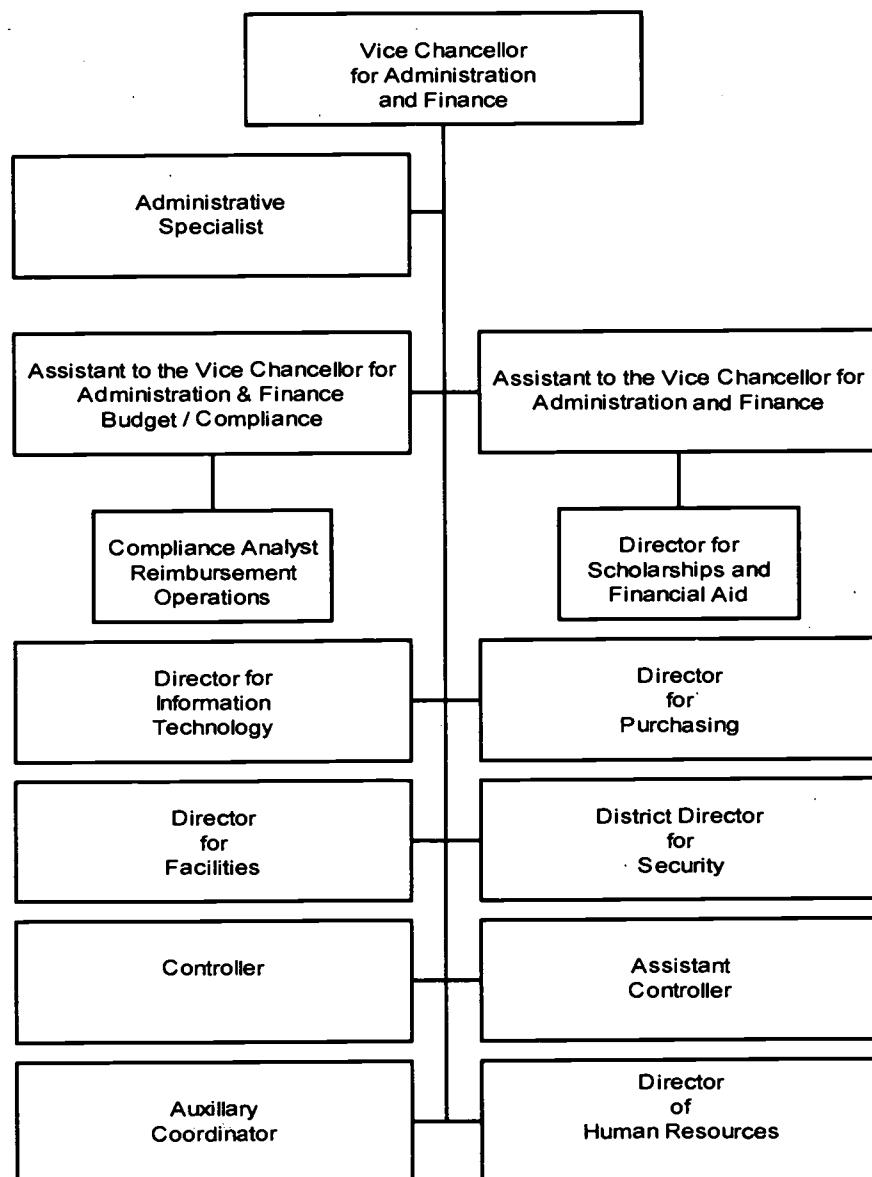 Vice Chancellor
for Administration
and Finance
Administrative
Specialist
Assistant to the Vice Chancellor for
Administration & Finance
Budget / Compliance
Assistant to the Vice Chancellor for
Administration and Finance
Compliance Analyst
Reimbursement
Operations
Director for
Scholarships and
Financial Aid
Director for
Information
Technology
Director
for
Purchasing
Director
for
Facilities
District Director
for
Security
Controller
Assistant
Controller
Auxillary
Coordinator
Director
of
Human Resources